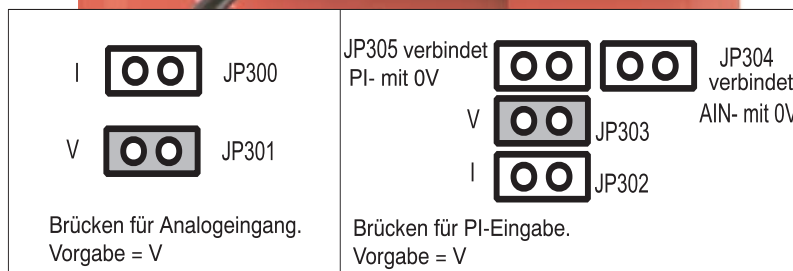 I JP300
V JP301
Brücken für Analogeingang.
Vorgabe = V
JP305 verbindet
PI- mit 0V
JP304
verbindet
AIN- mit 0V
V JP303
I JP302
Brücken für PI-Eingabe.
Vorgabe = V